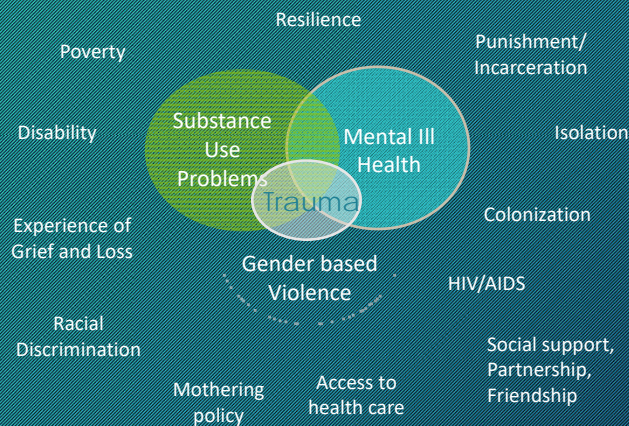 Resilience
Poverty
Punishment/
Incarceration
Substance
Use
Problems
Mental Ill
Health
Disability
Isolation
Trauma
Experience of
Grief and Loss
Colonization
Gender based
Violence
HIV/AIDS
Racial
Discrimination
Social support,
Partnership,
Friendship
Mothering
policy
Access to
health care